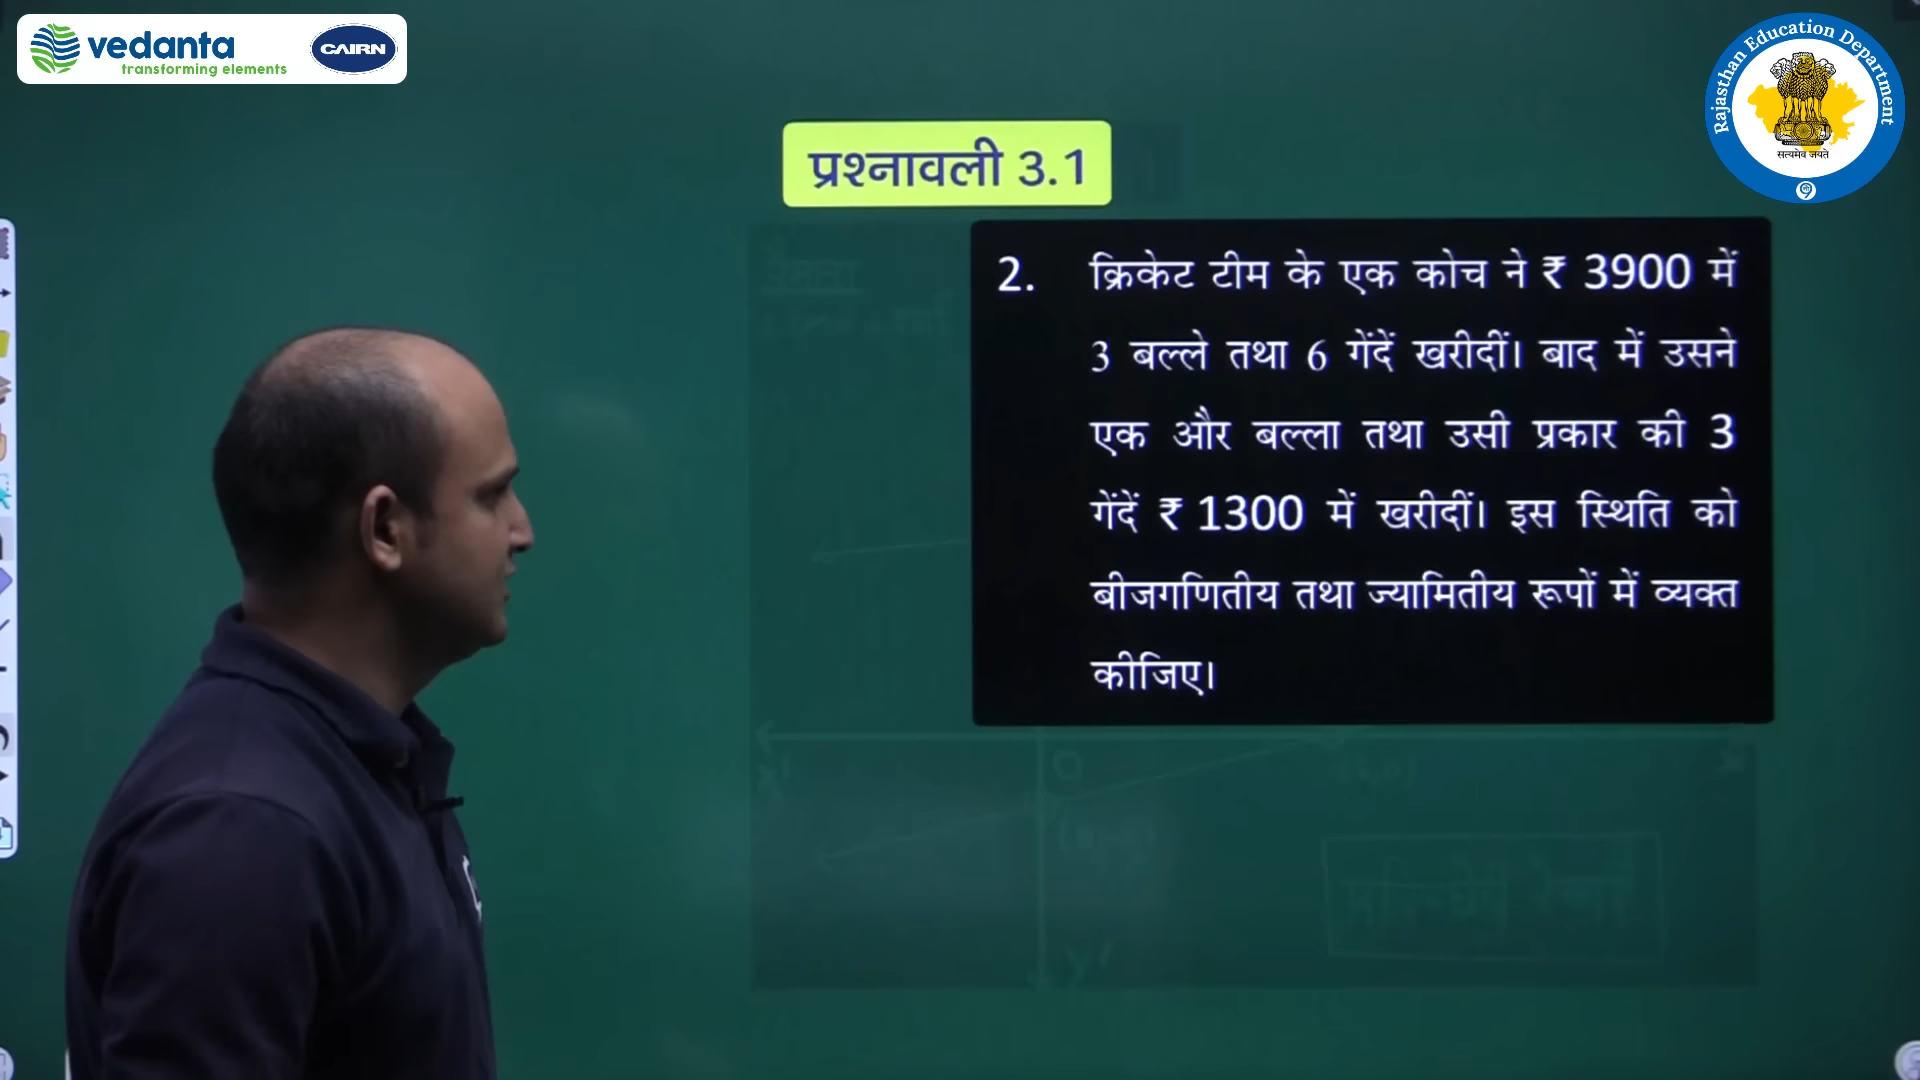 vedanta
transforming elements
CAIRN
Rajasthan Education Department
सत्यमेव जयते
प्रश्नावली 3.1
2. क्रिकेट टीम के एक कोच ने ₹ 3900 में
3 बल्ले तथा 6 गेंदें खरीदीं। बाद में उसने
एक और बल्ला तथा उसी प्रकार की 3
गेंदें ₹ 1300 में खरीदीं। इस स्थिति को
बीजगणितीय तथा ज्यामितीय रूपों में व्यक्त
कीजिए।